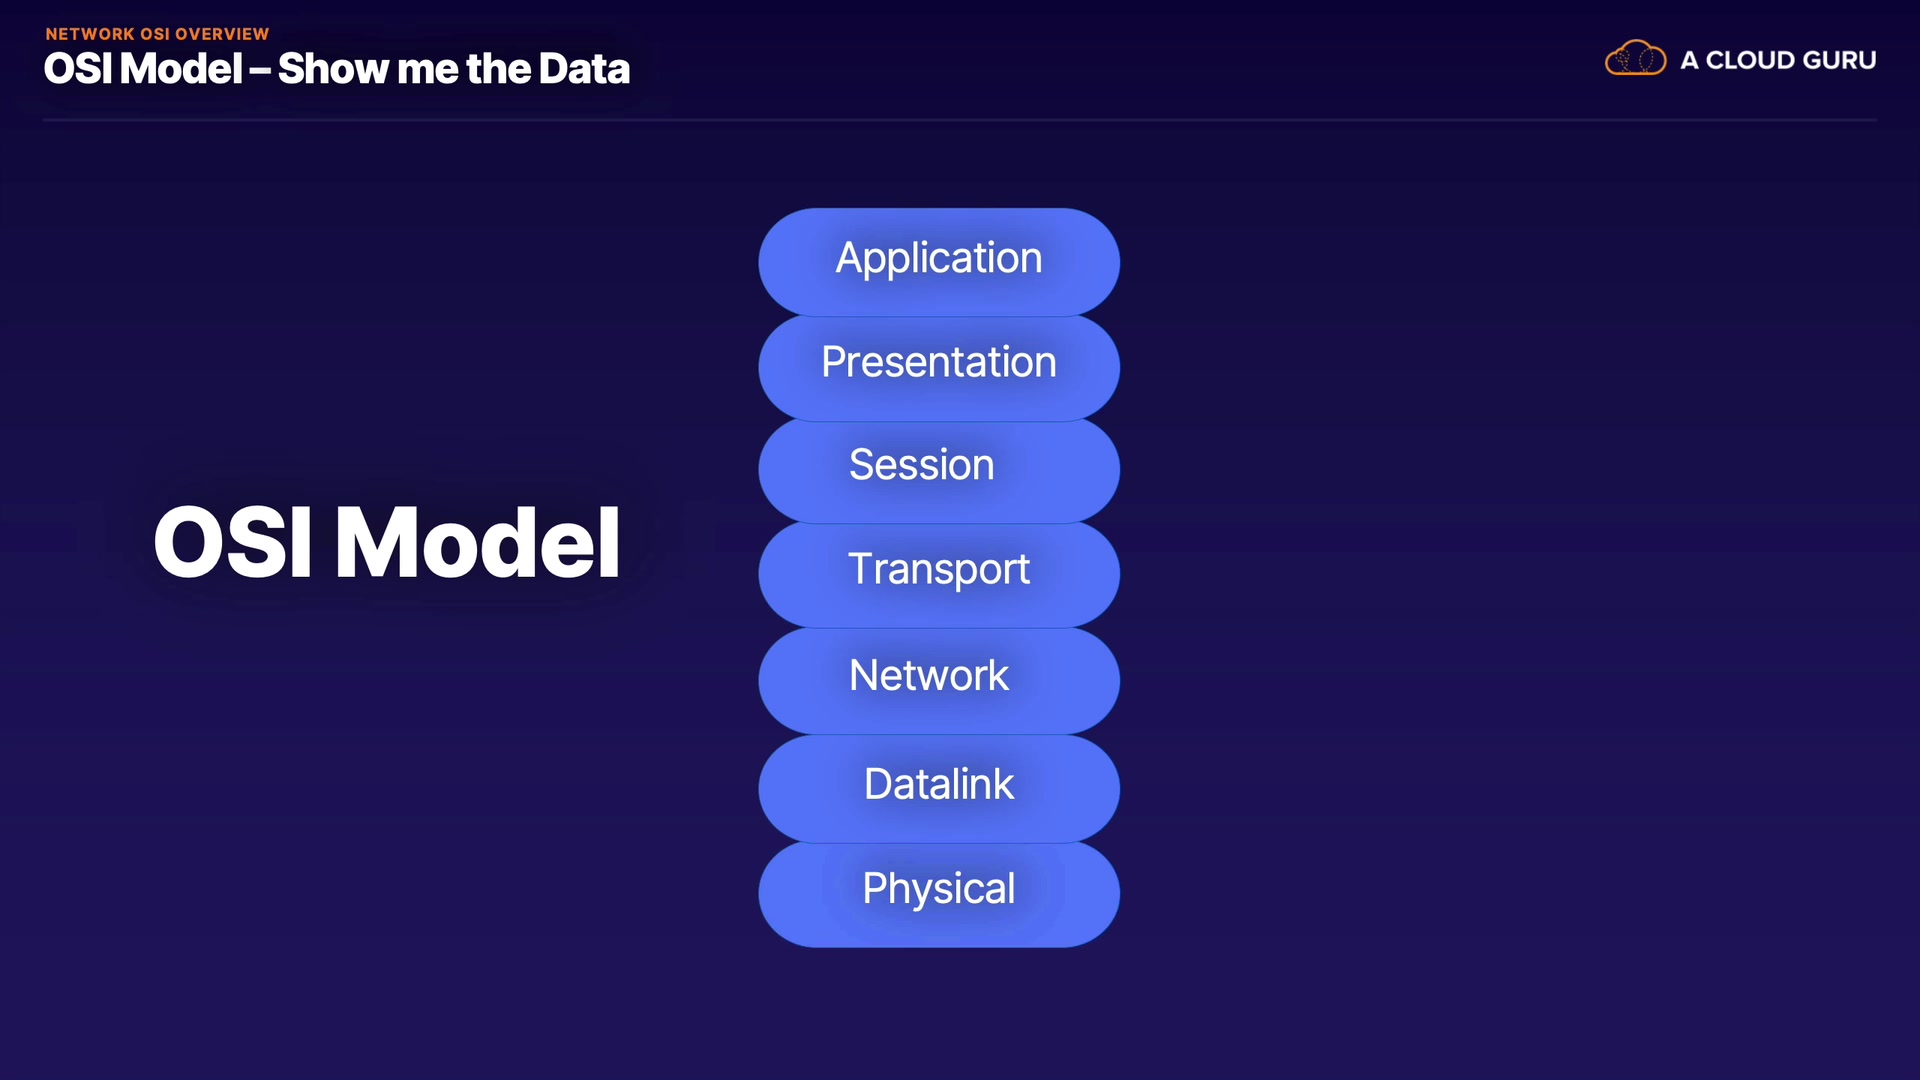 NETWORK OSI OVERVIEW
OSI Model – Show me the Data
A CLOUD GURU
Application
Presentation
Session
OSI Model
Transport
Network
Datalink
Physical